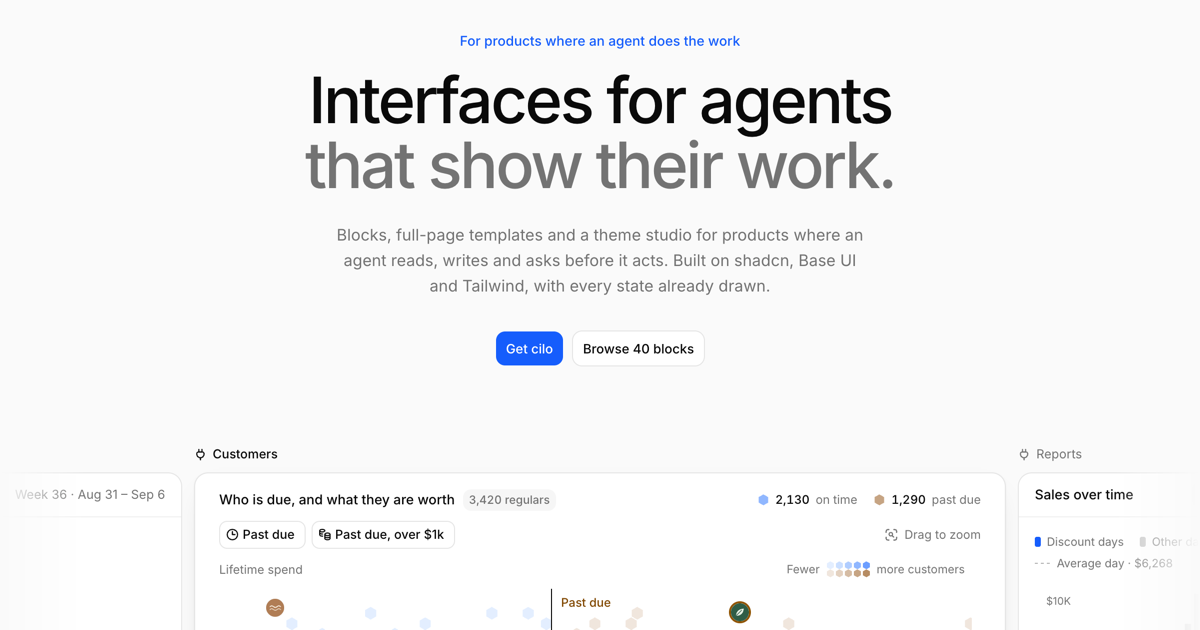 For products where an agent does the work
Interfaces for agents
that show their work.
Blocks, full-page templates and a theme studio for products where an
agent reads, writes and asks before it acts. Built on shadcn, Base UI
and Tailwind, with every state already drawn.
Get cilo
Browse 40 blocks
Customers
Reports
Week 36 · Aug 31 – Sep 6
Who is due, and what they are worth
3,420 regulars
2,130 on time
1,290 past due
Sales over time
Past due
Past due, over $1k
Drag to zoom
Discount days
Other
Average day · $6,268
Lifetime spend
Fewer
more customers
$10K
Past due